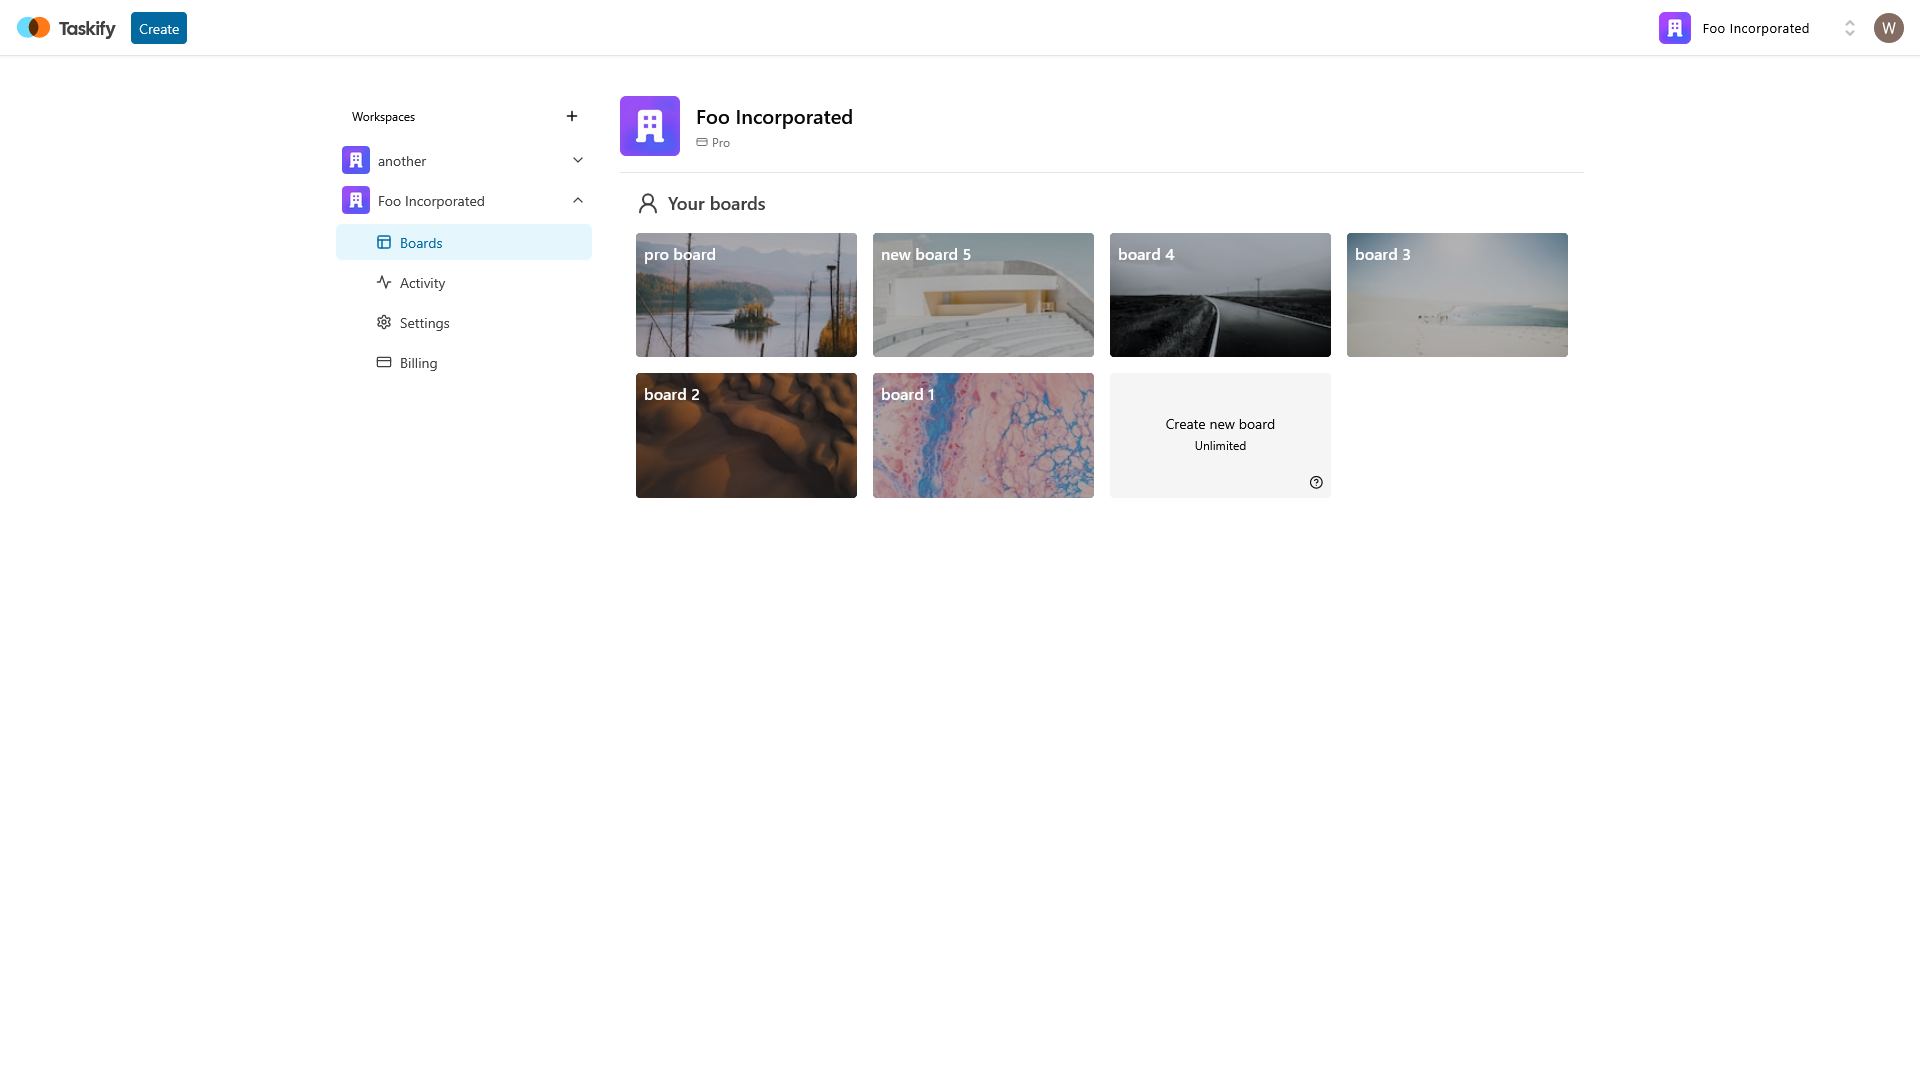 Taskify
Create
Foo Incorporated
W
Workspaces
another
Foo Incorporated
Boards
Activity
Settings
Billing
Foo Incorporated
Pro
Your boards
pro board
new board 5
board 4
board 3
board 2
board 1
Create new board
Unlimited